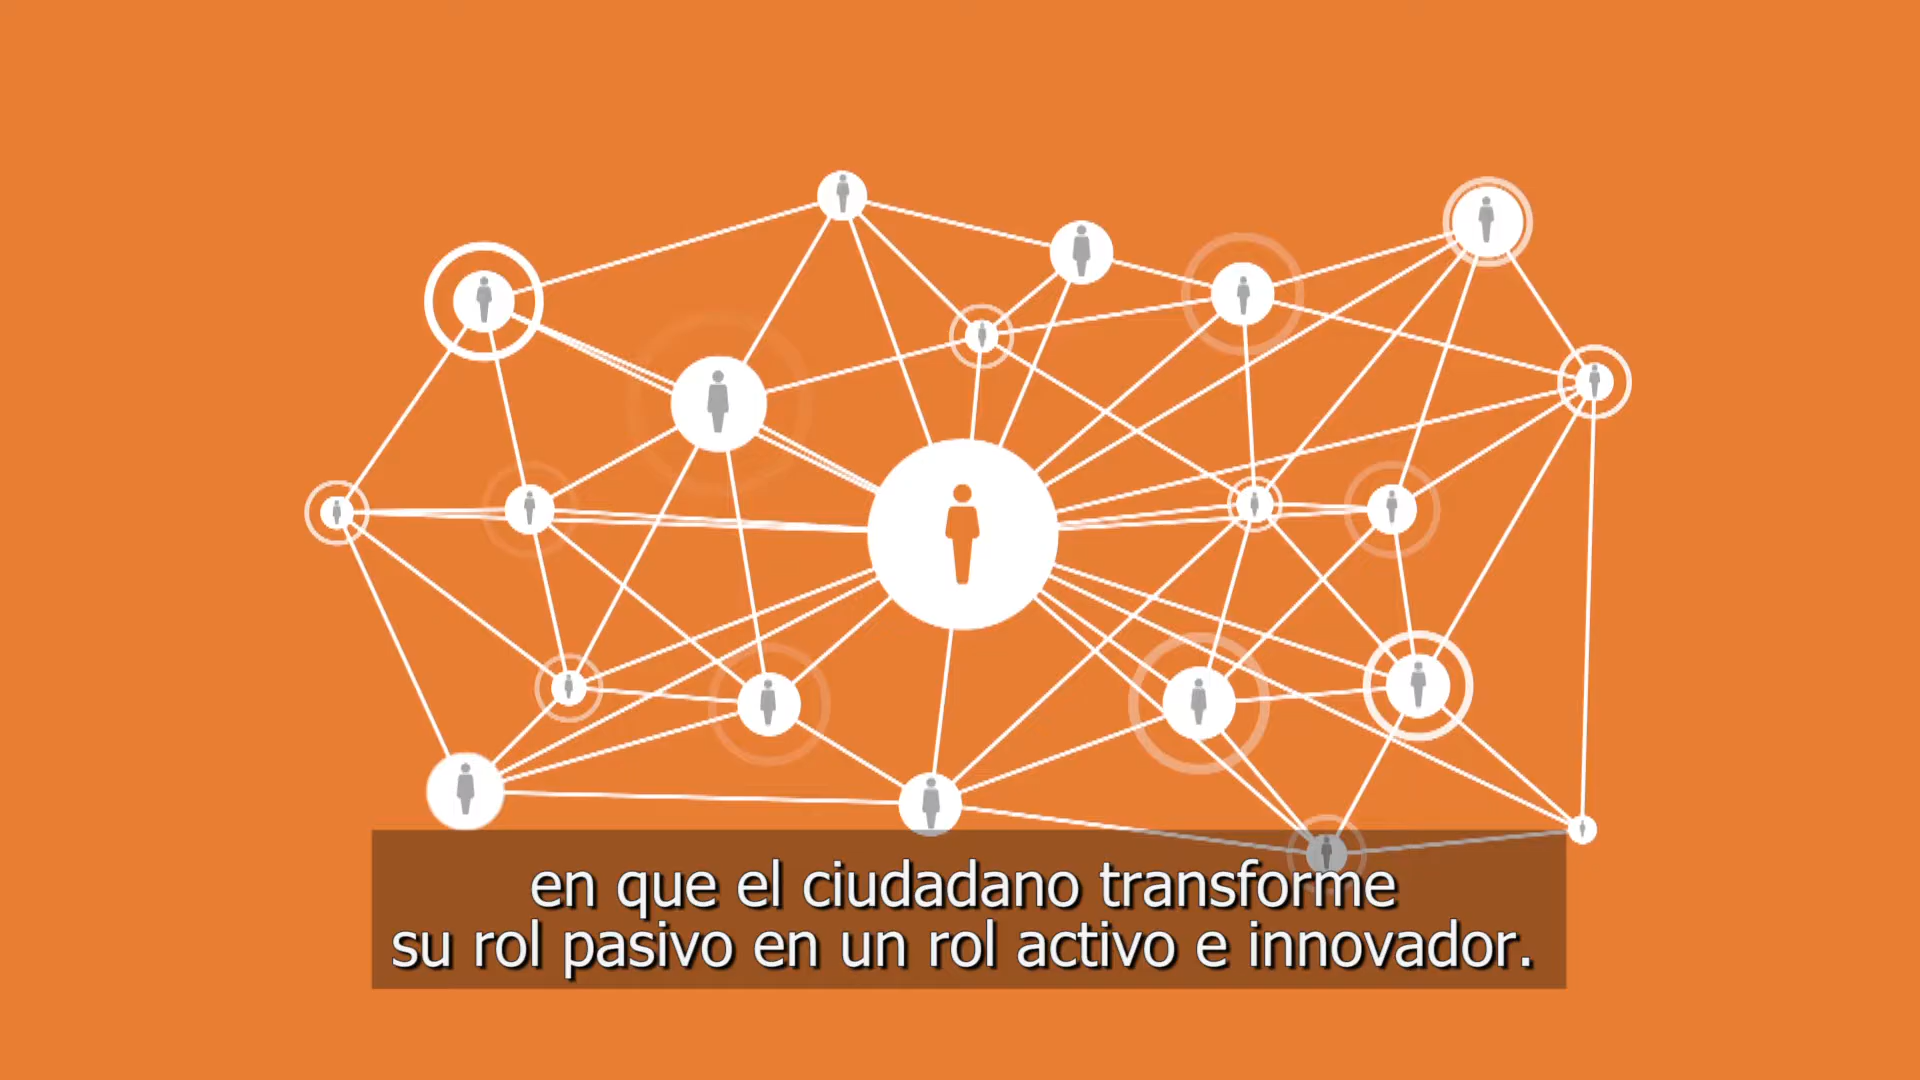 en que el ciudadano transforme
su rol pasivo en un rol activo e innovador.